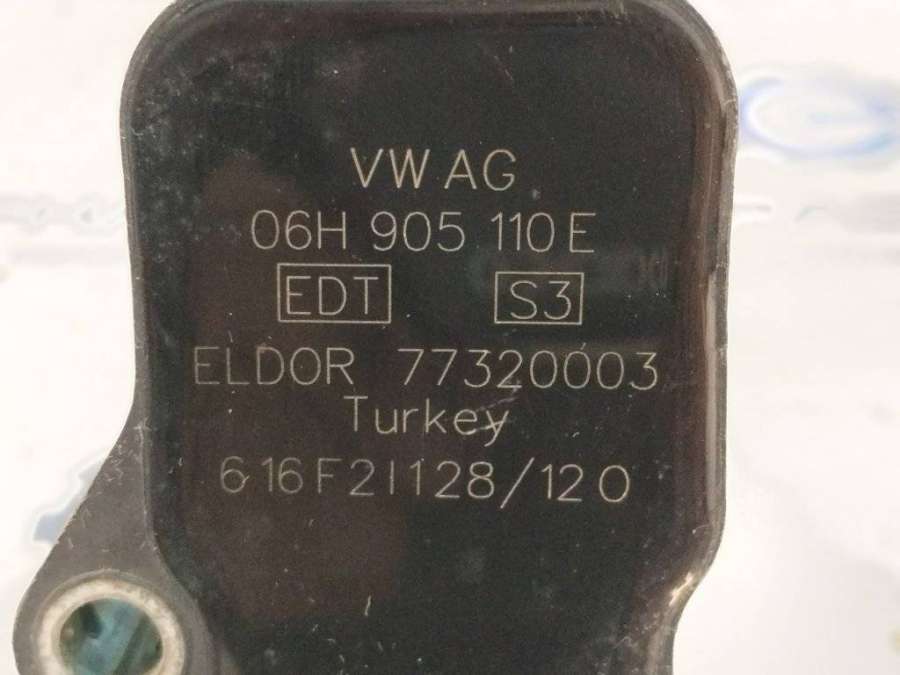 VW AG
06H 905 110 E
EDT S3
ELDOR 77320003
Turkey
616F21128/120